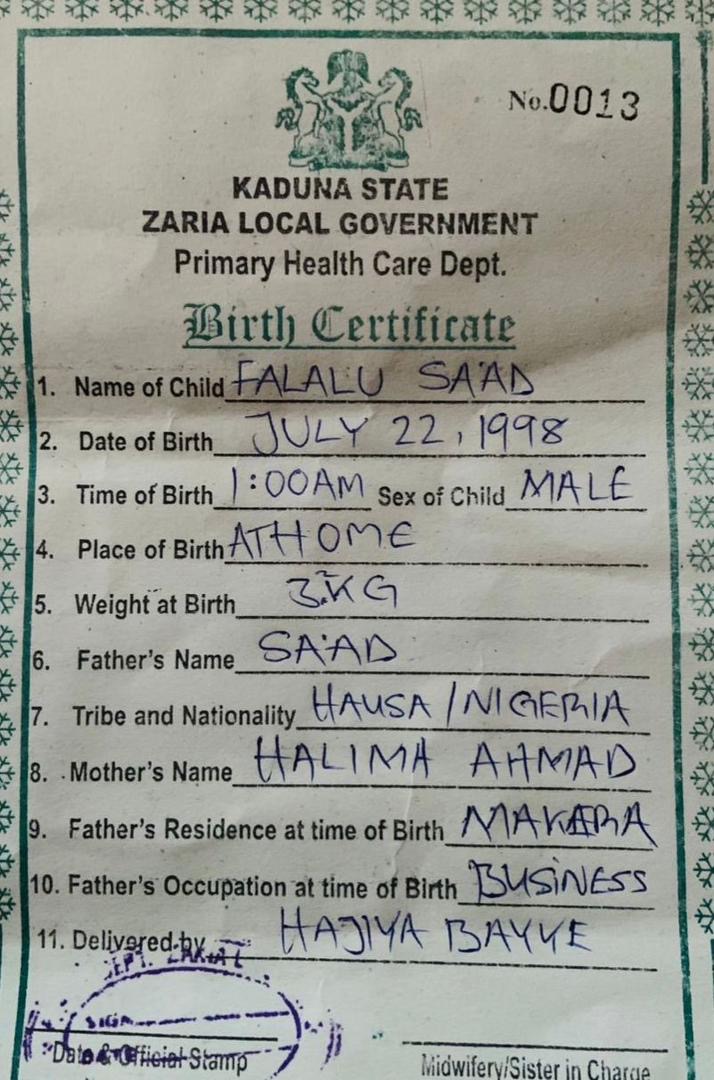 No.0013
KADUNA STATE
ZARIA LOCAL GOVERNMENT
Primary Health Care Dept.
Birth Certificate
1. Name of Child FALALU SA'AD
2. Date of Birth JULY 22, 1998
3. Time of Birth 1:00AM Sex of Child MALE
4. Place of Birth AT HOME
5. Weight at Birth 3.2KG
6. Father's Name SA'AD
7. Tribe and Nationality HAUSA/NIGERIA
8. Mother's Name HALIMA AHMAD
9. Father's Residence at time of Birth MAKARA
10. Father's Occupation at time of Birth BUSINESS
11. Delivered by HAJIYA BAYYE
Date & Official Stamp
Midwifery/Sister in Charge